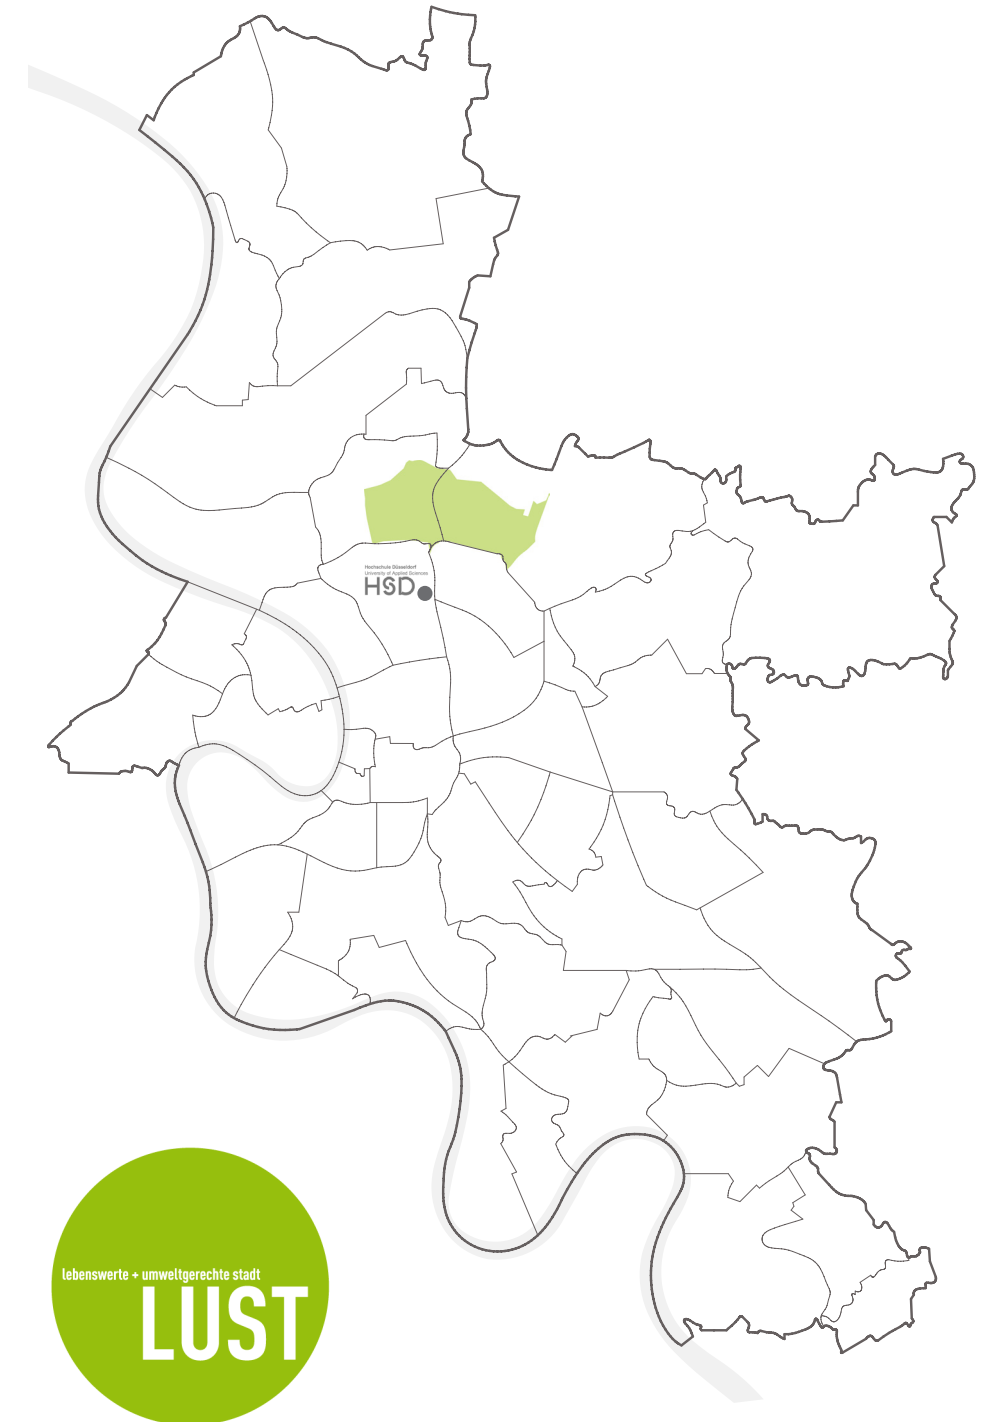 Hochschule Düsseldorf
University of Applied Sciences
HSD
lebenswerte + umweltgerechte stadt
LUST